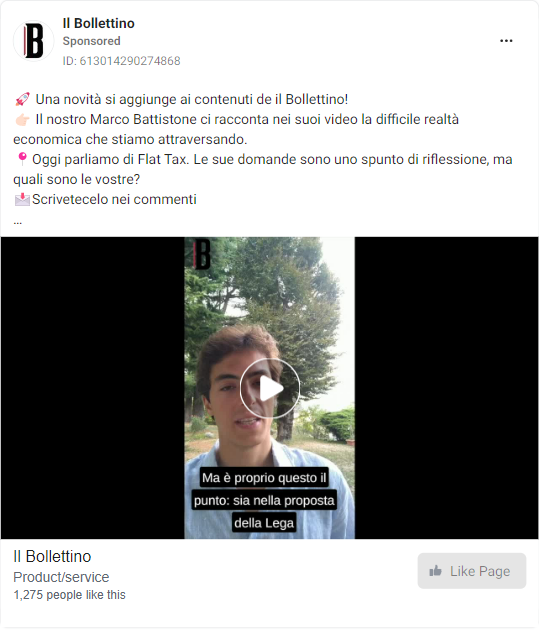 B
Il Bollettino
Sponsored
ID: 613014290274868
🚀 Una novità si aggiunge ai contenuti de il Bollettino!
👉🏻 Il nostro Marco Battistone ci racconta nei suoi video la difficile realtà
economica che stiamo attraversando.
📍Oggi parliamo di Flat Tax. Le sue domande sono uno spunto di riflessione, ma
quali sono le vostre?
📩Scrivetecelo nei commenti
...
B
Ma è proprio questo il
punto: sia nella proposta
della Lega
Il Bollettino
Product/service
1,275 people like this
Like Page